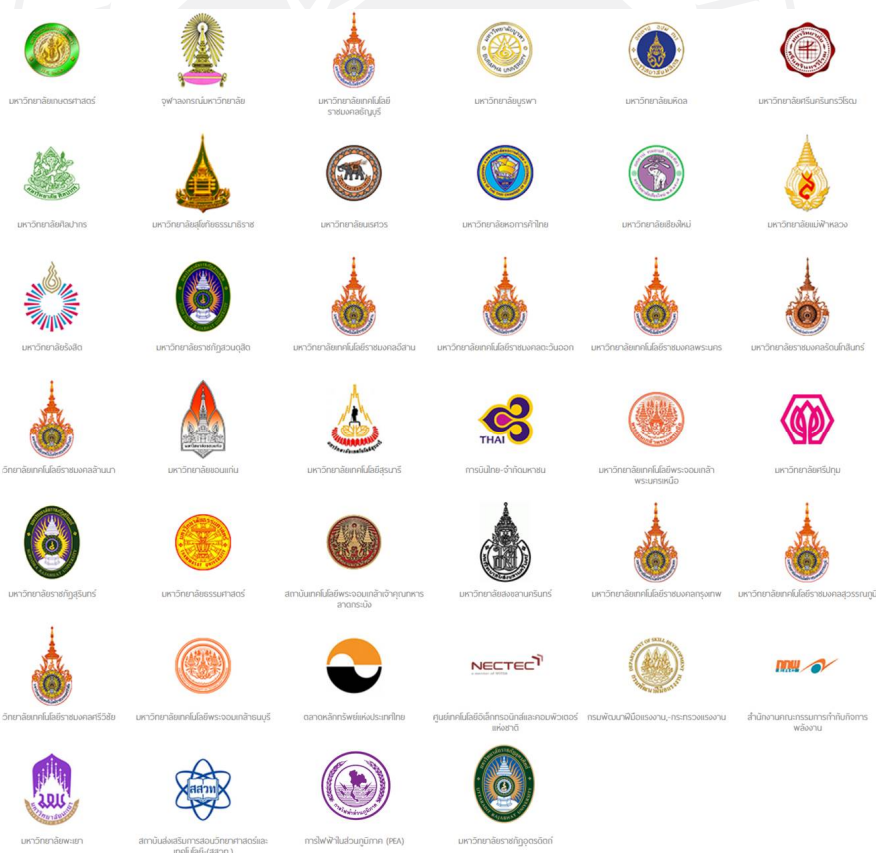 มหาวิทยาลัยเกษตรศาสตร์
จุฬาลงกรณ์มหาวิทยาลัย
มหาวิทยาลัยเทคโนโลยี
ราชมงคลธัญบุรี
BURAPHA UNIVERSITY
มหาวิทยาลัยบูรพา
มหาวิทยาลัยมหิดล
มหาวิทยาลัยศรีนครินทรวิโรฒ
มหาวิทยาลัยศิลปากร
มหาวิทยาลัยสุโขทัยธรรมาธิราช
มหาวิทยาลัยนเรศวร
มหาวิทยาลัยหอการค้าไทย
มหาวิทยาลัยเชียงใหม่
มหาวิทยาลัยแม่ฟ้าหลวง
มหาวิทยาลัยรังสิต
มหาวิทยาลัยราชภัฏสวนดุสิต
มหาวิทยาลัยเทคโนโลยีราชมงคลอีสาน
มหาวิทยาลัยเทคโนโลยีราชมงคลตะวันออก
มหาวิทยาลัยเทคโนโลยีราชมงคลพระนคร
มหาวิทยาลัยราชมงคลรัตนโกสินทร์
วิทยาลัยเทคโนโลยีราชมงคลล้านนา
มหาวิทยาลัยขอนแก่น
มหาวิทยาลัยเทคโนโลยีสุรนารี
THAI
การบินไทย-จำกัดมหาชน
มหาวิทยาลัยเทคโนโลยีพระจอมเกล้า
พระนครเหนือ
มหาวิทยาลัยศรีปทุม
มหาวิทยาลัยราชภัฏสุรินทร์
มหาวิทยาลัยธรรมศาสตร์
สถาบันเทคโนโลยีพระจอมเกล้าเจ้าคุณทหาร
ลาดกระบัง
มหาวิทยาลัยสงขลานครินทร์
มหาวิทยาลัยเทคโนโลยีราชมงคลกรุงเทพ
มหาวิทยาลัยเทคโนโลยีราชมงคลสุวรรณภูมิ
วิทยาลัยเทคโนโลยีราชมงคลศรีวิชัย
มหาวิทยาลัยเทคโนโลยีพระจอมเกล้าธนบุรี
ตลาดหลักทรัพย์แห่งประเทศไทย
NECTEC
ศูนย์เทคโนโลยีอิเล็กทรอนิกส์และคอมพิวเตอร์
แห่งชาติ
DEPARTMENT OF SKILL DEVELOPMENT
กรมพัฒนาฝีมือแรงงาน,-กระทรวงแรงงาน
กกพ
สำนักงานคณะกรรมการกำกับกิจการ
พลังงาน
มหาวิทยาลัยพะเยา
สสวท
สถาบันส่งเสริมการสอนวิทยาศาสตร์และ
เทคโนโลยี-(สสวท.)
การไฟฟ้าในส่วนภูมิภาค (PEA)
มหาวิทยาลัยราชภัฏอุตรดิตถ์